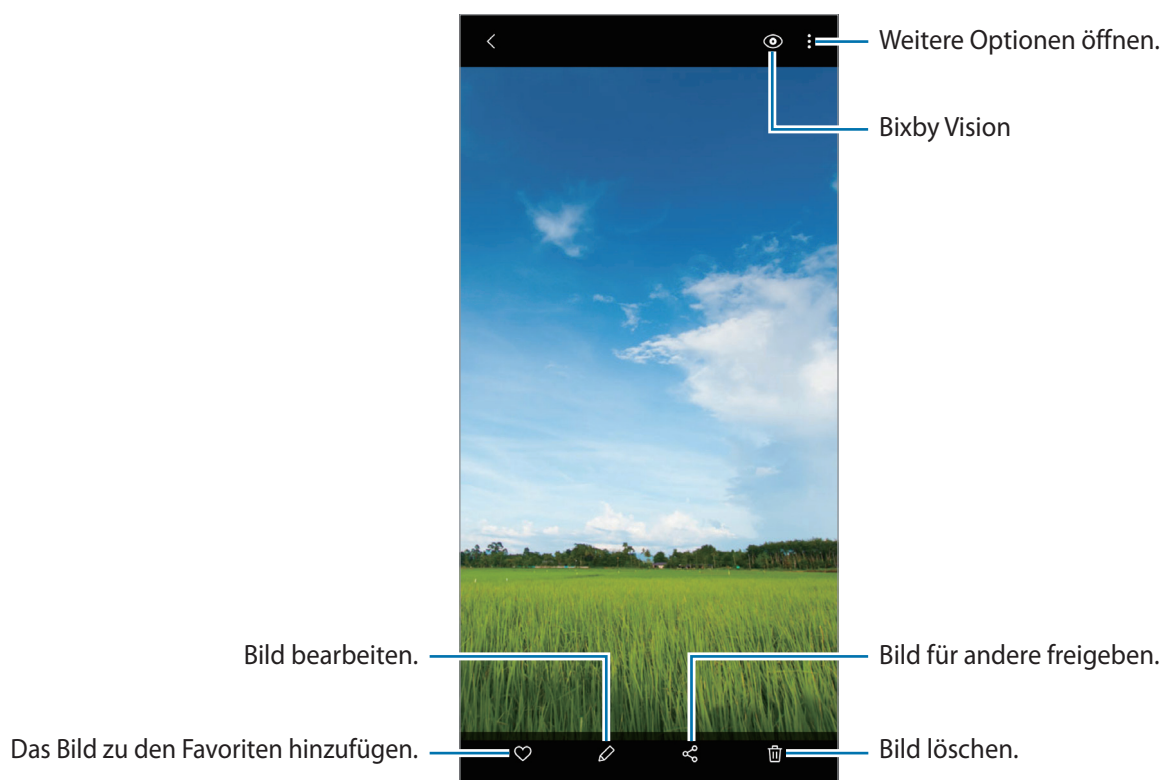 Weitere Optionen öffnen.
Bixby Vision
Bild bearbeiten.
Bild für andere freigeben.
Das Bild zu den Favoriten hinzufügen.
Bild löschen.